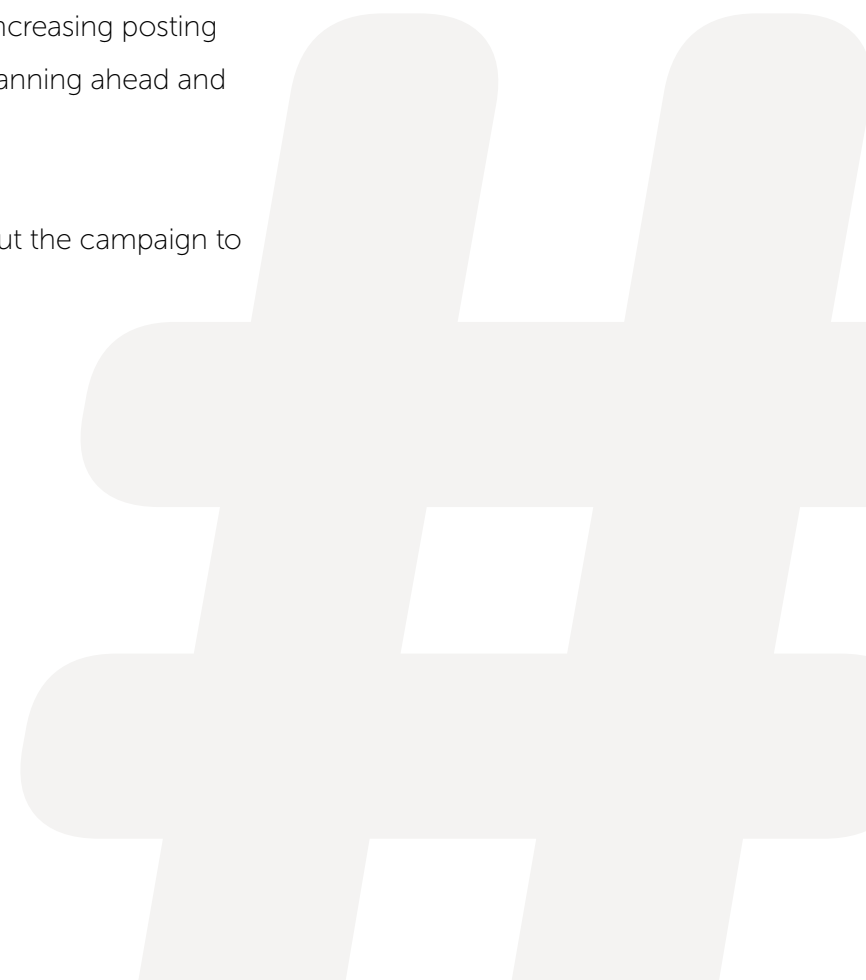 ncreasing posting
anning ahead and
ut the campaign to
#